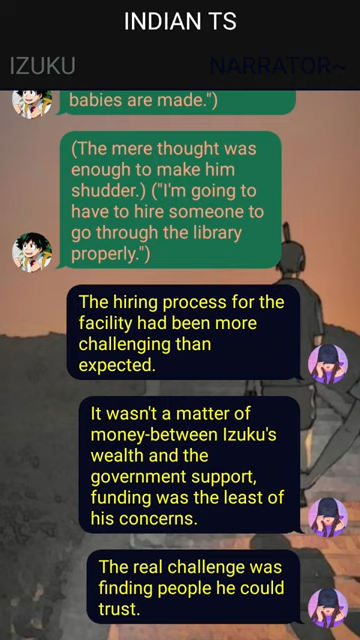 INDIAN TS
IZUKU
NARRATOR~
babies are made.")
(The mere thought was
enough to make him
shudder.) ("I'm going to
have to hire someone to
go through the library
properly.")
The hiring process for the
facility had been more
challenging than
expected.
It wasn't a matter of
money-between Izuku's
wealth and the
government support,
funding was the least of
his concerns.
The real challenge was
finding people he could
trust.